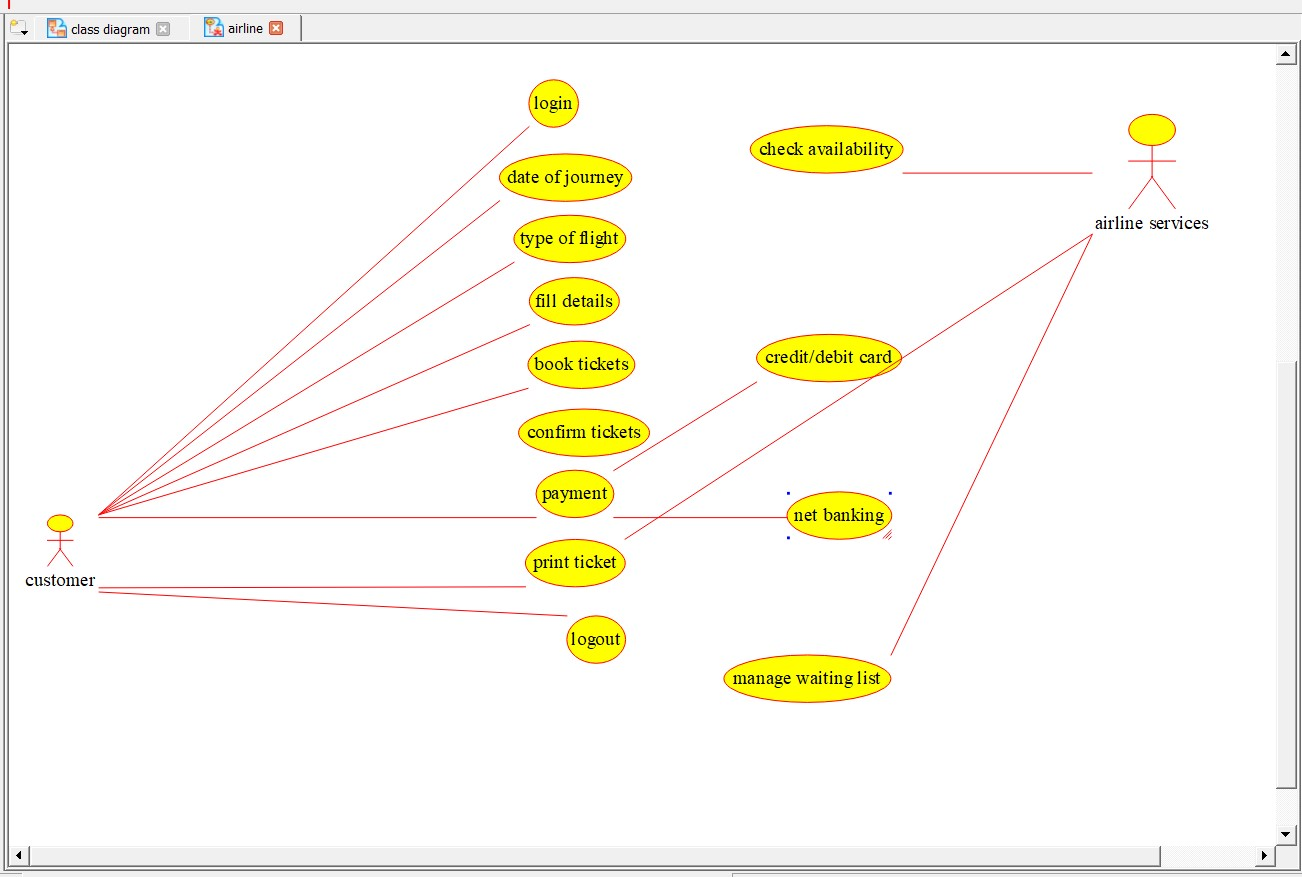 class diagram
airline
login
check availability
date of journey
airline services
type of flight
fill details
book tickets
credit/debit card
confirm tickets
payment
net banking
print ticket
customer
logout
manage waiting list